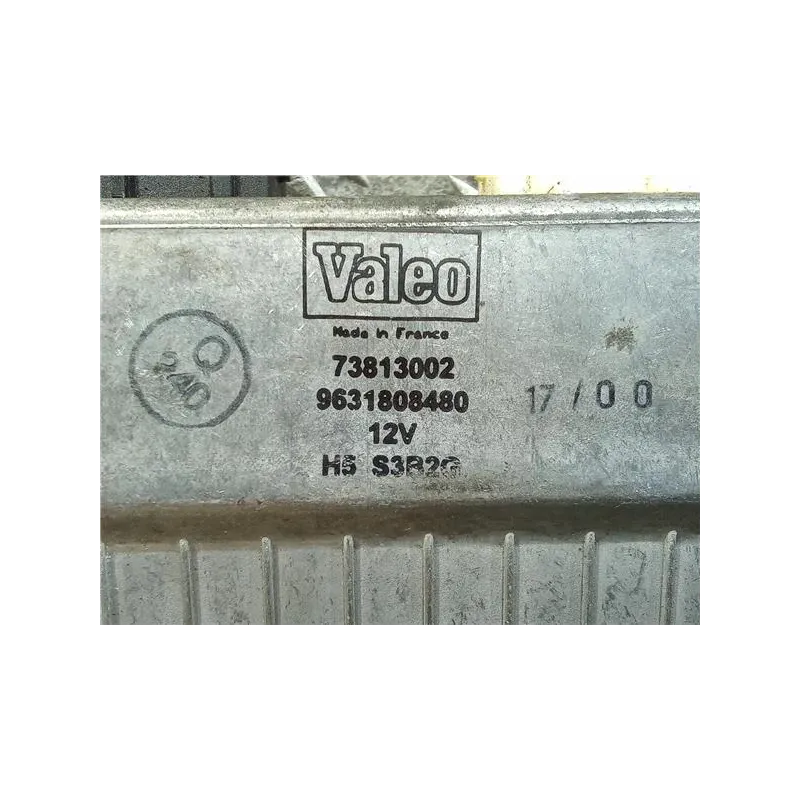 Valeo
Made in France
73813002
9631808480
17/00
12V
H5 S3B2G